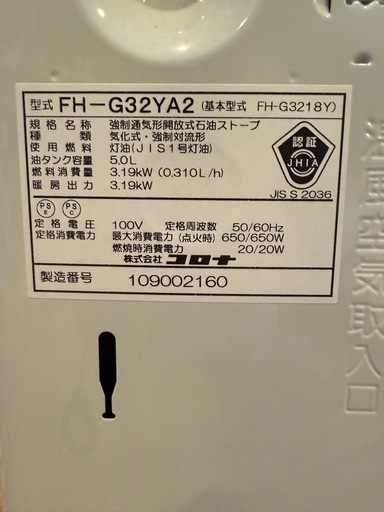 型式 FH-G32YA2 (基本型式 FH-G3218Y)
規格名称 強制通気形開放式石油ストーブ
種類 気化式・強制対流形
使用燃料 灯油(JIS1号灯油)
油タンク容量 5.0L
燃料消費量 3.19kW (0.310L/h)
暖房出力 3.19kW
認証
JHIA
JIS S 2036
PS E PS C
定格電圧 100V 定格周波数 50/60Hz
定格消費電力 最大消費電力(点火時) 650/650W
燃焼時消費電力 20/20W
株式会社 コロナ
製造番号 109002160
温風空気取入口